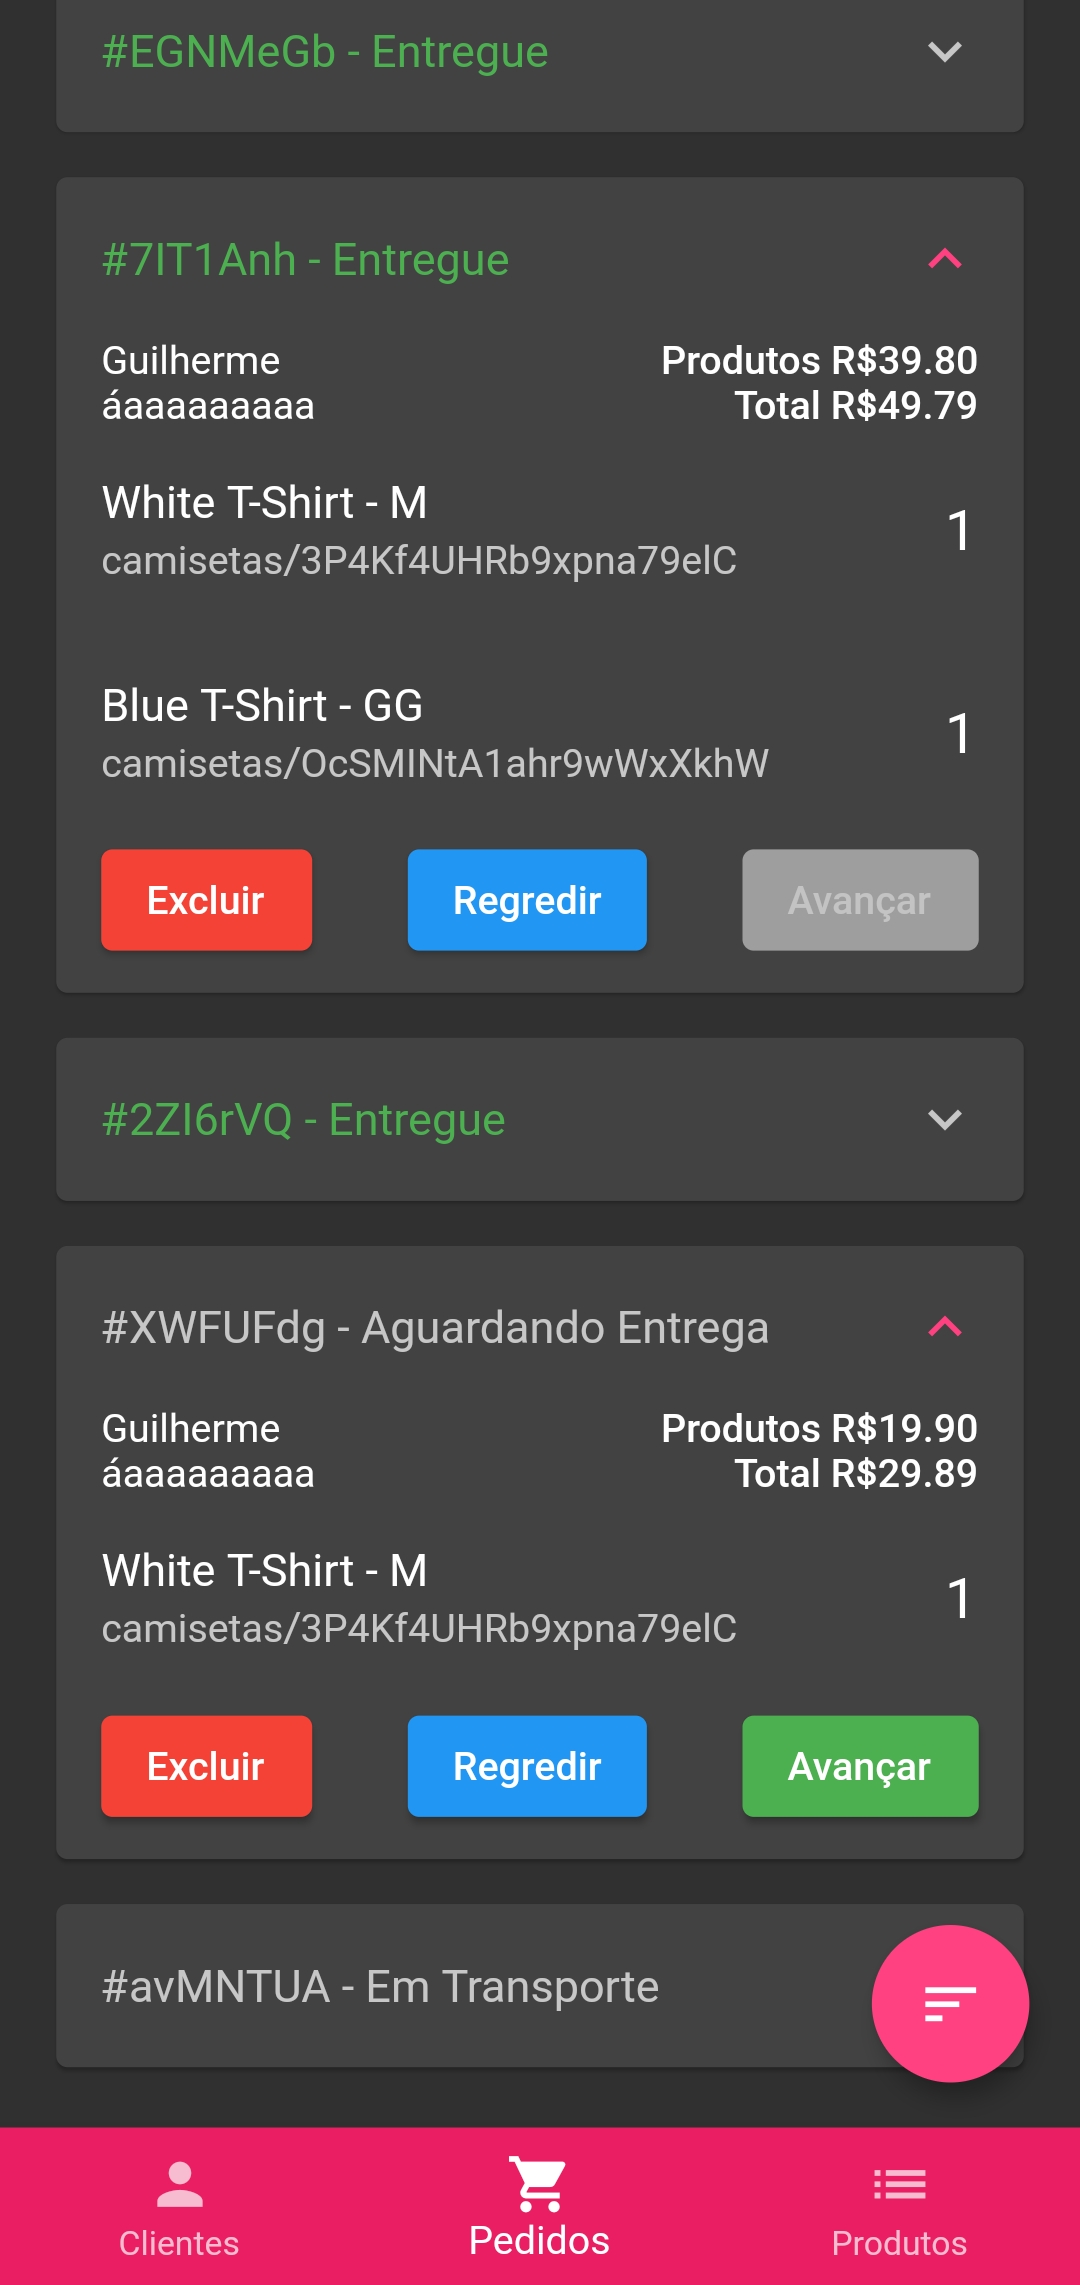 #EGNMeGb - Entregue
#7IT1Anh - Entregue
Guilherme Produtos R$39.80
áaaaaaaaaa Total R$49.79
White T-Shirt - M
camisetas/3P4Kf4UHRb9xpna79elC
1
Blue T-Shirt - GG
camisetas/OcSMINtA1ahr9wWxXkhW
1
Excluir Regredir Avançar
#2ZI6rVQ - Entregue
#XWFUFdg - Aguardando Entrega
Guilherme Produtos R$19.90
áaaaaaaaaa Total R$29.89
White T-Shirt - M
camisetas/3P4Kf4UHRb9xpna79elC
1
Excluir Regredir Avançar
#avMNTUA - Em Transporte
Clientes Pedidos Produtos